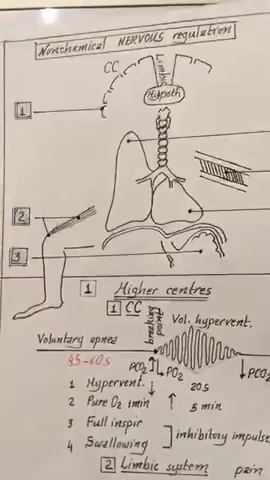 Nonchemical NERVOUS regulation
CC
Limbic
Hypoth
1
2
3
1 Higher centres
1 CC
breaking point
Vol. hypervent.
Voluntary apnea
45-60s
PCO₂ ↑ ↓ PO₂
↓ PCO₂
1 Hypervent. ↓ 20s
2 Pure O₂ 1min ↑ 5 min
3 Full inspir
4 Swallowing ] inhibitory impulse
2 Limbic system pain